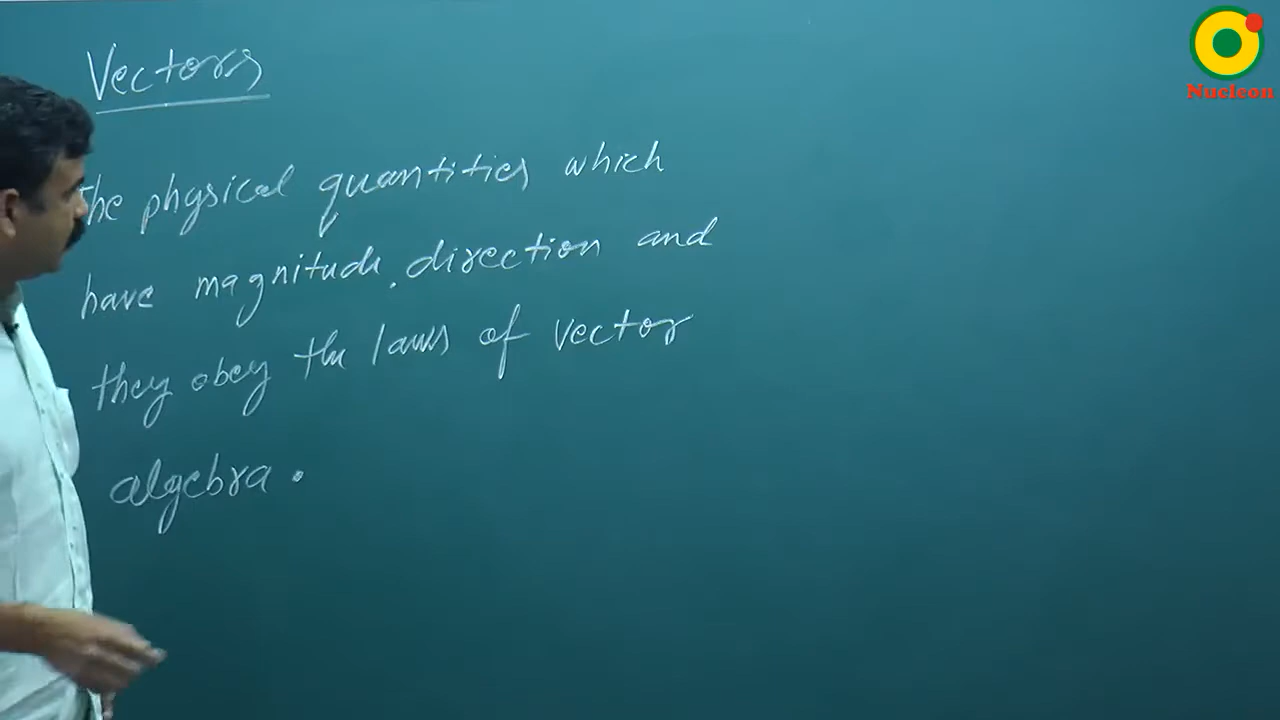 Vectors
the physical quantities which
have magnitude, direction and
they obey the laws of vector
algebra.
Nucleon